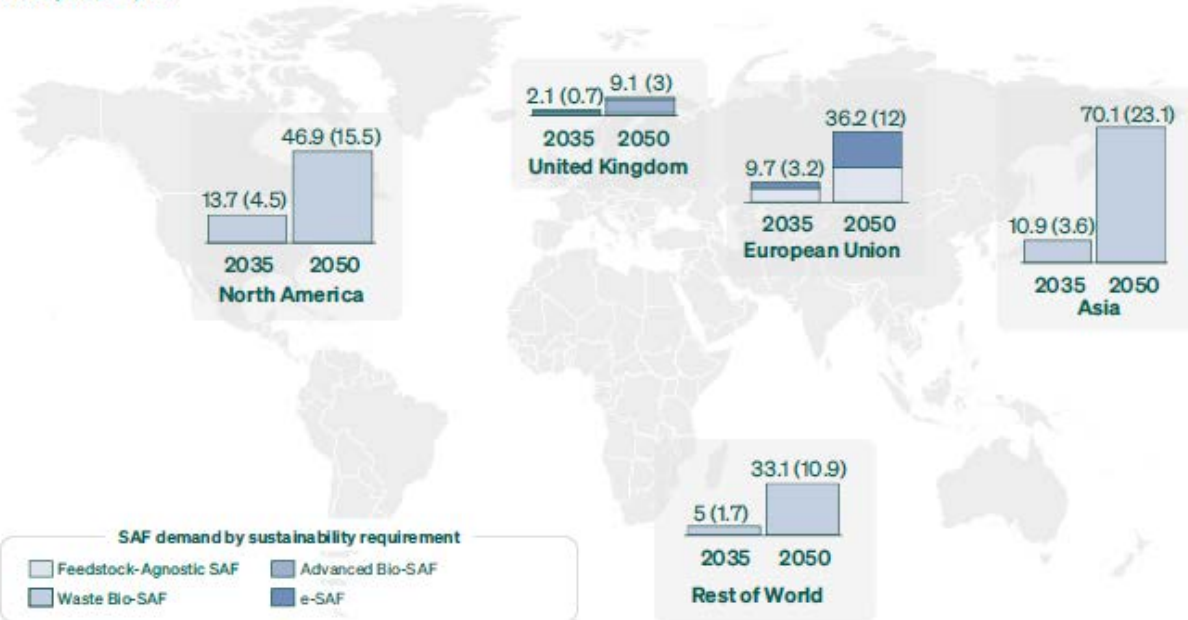 13.7 (4.5)
46.9 (15.5)
2035 2050
North America
2.1 (0.7)
9.1 (3)
2035 2050
United Kingdom
9.7 (3.2)
36.2 (12)
2035 2050
European Union
10.9 (3.6)
70.1 (23.1)
2035 2050
Asia
5 (1.7)
33.1 (10.9)
2035 2050
Rest of World
SAF demand by sustainability requirement
Feedstock-Agnostic SAF
Advanced Bio-SAF
Waste Bio-SAF
e-SAF